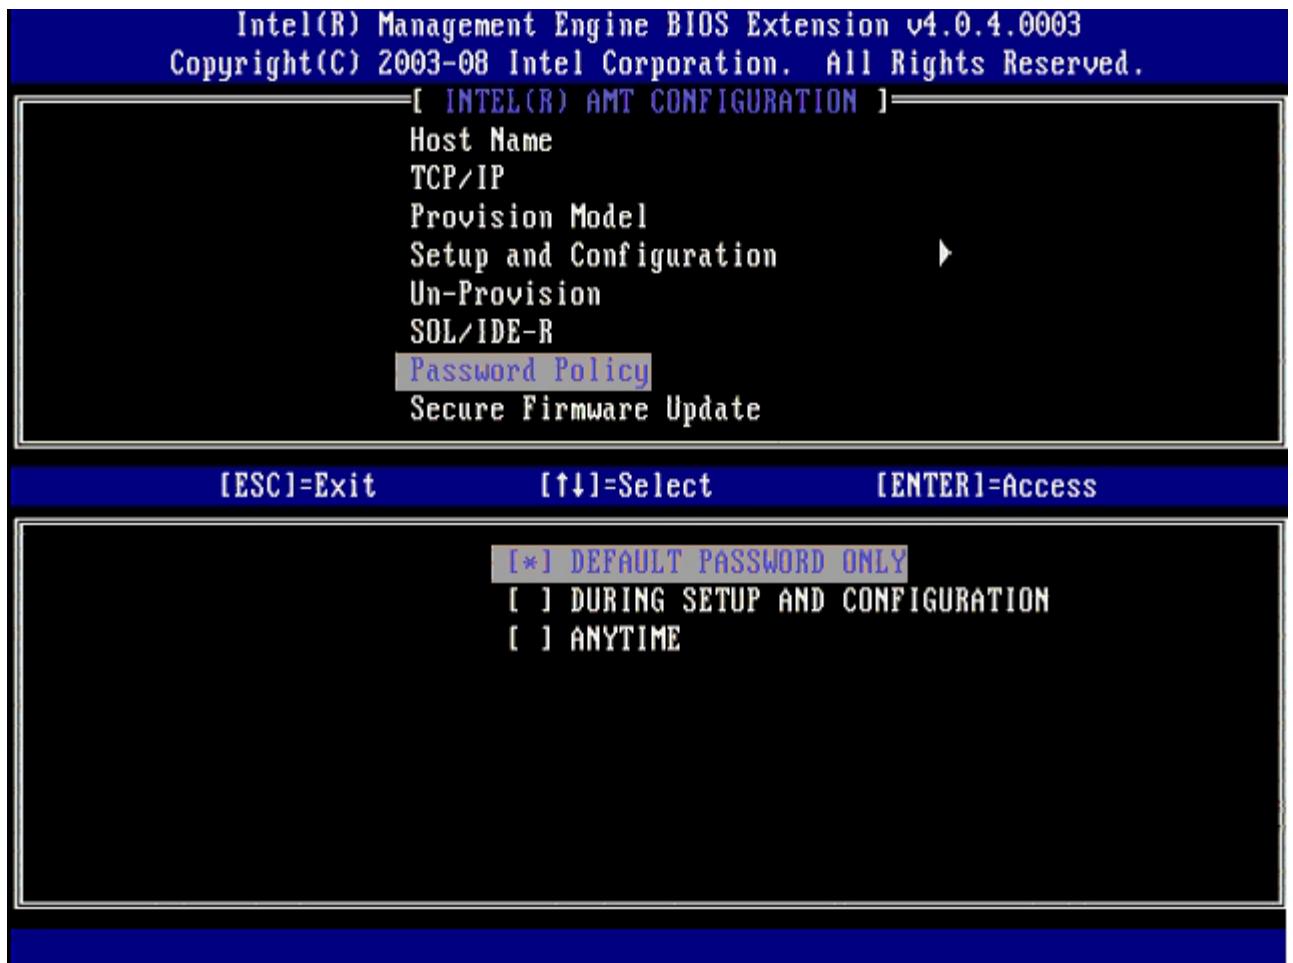 Intel(R) Management Engine BIOS Extension v4.0.4.0003
Copyright(C) 2003-08 Intel Corporation. All Rights Reserved.
[ INTEL(R) AMT CONFIGURATION ]
Host Name
TCP/IP
Provision Model
Setup and Configuration ►
Un-Provision
SOL/IDE-R
Password Policy
Secure Firmware Update
[ESC]=Exit [↑↓]=Select [ENTER]=Access
[*] DEFAULT PASSWORD ONLY
[ ] DURING SETUP AND CONFIGURATION
[ ] ANYTIME